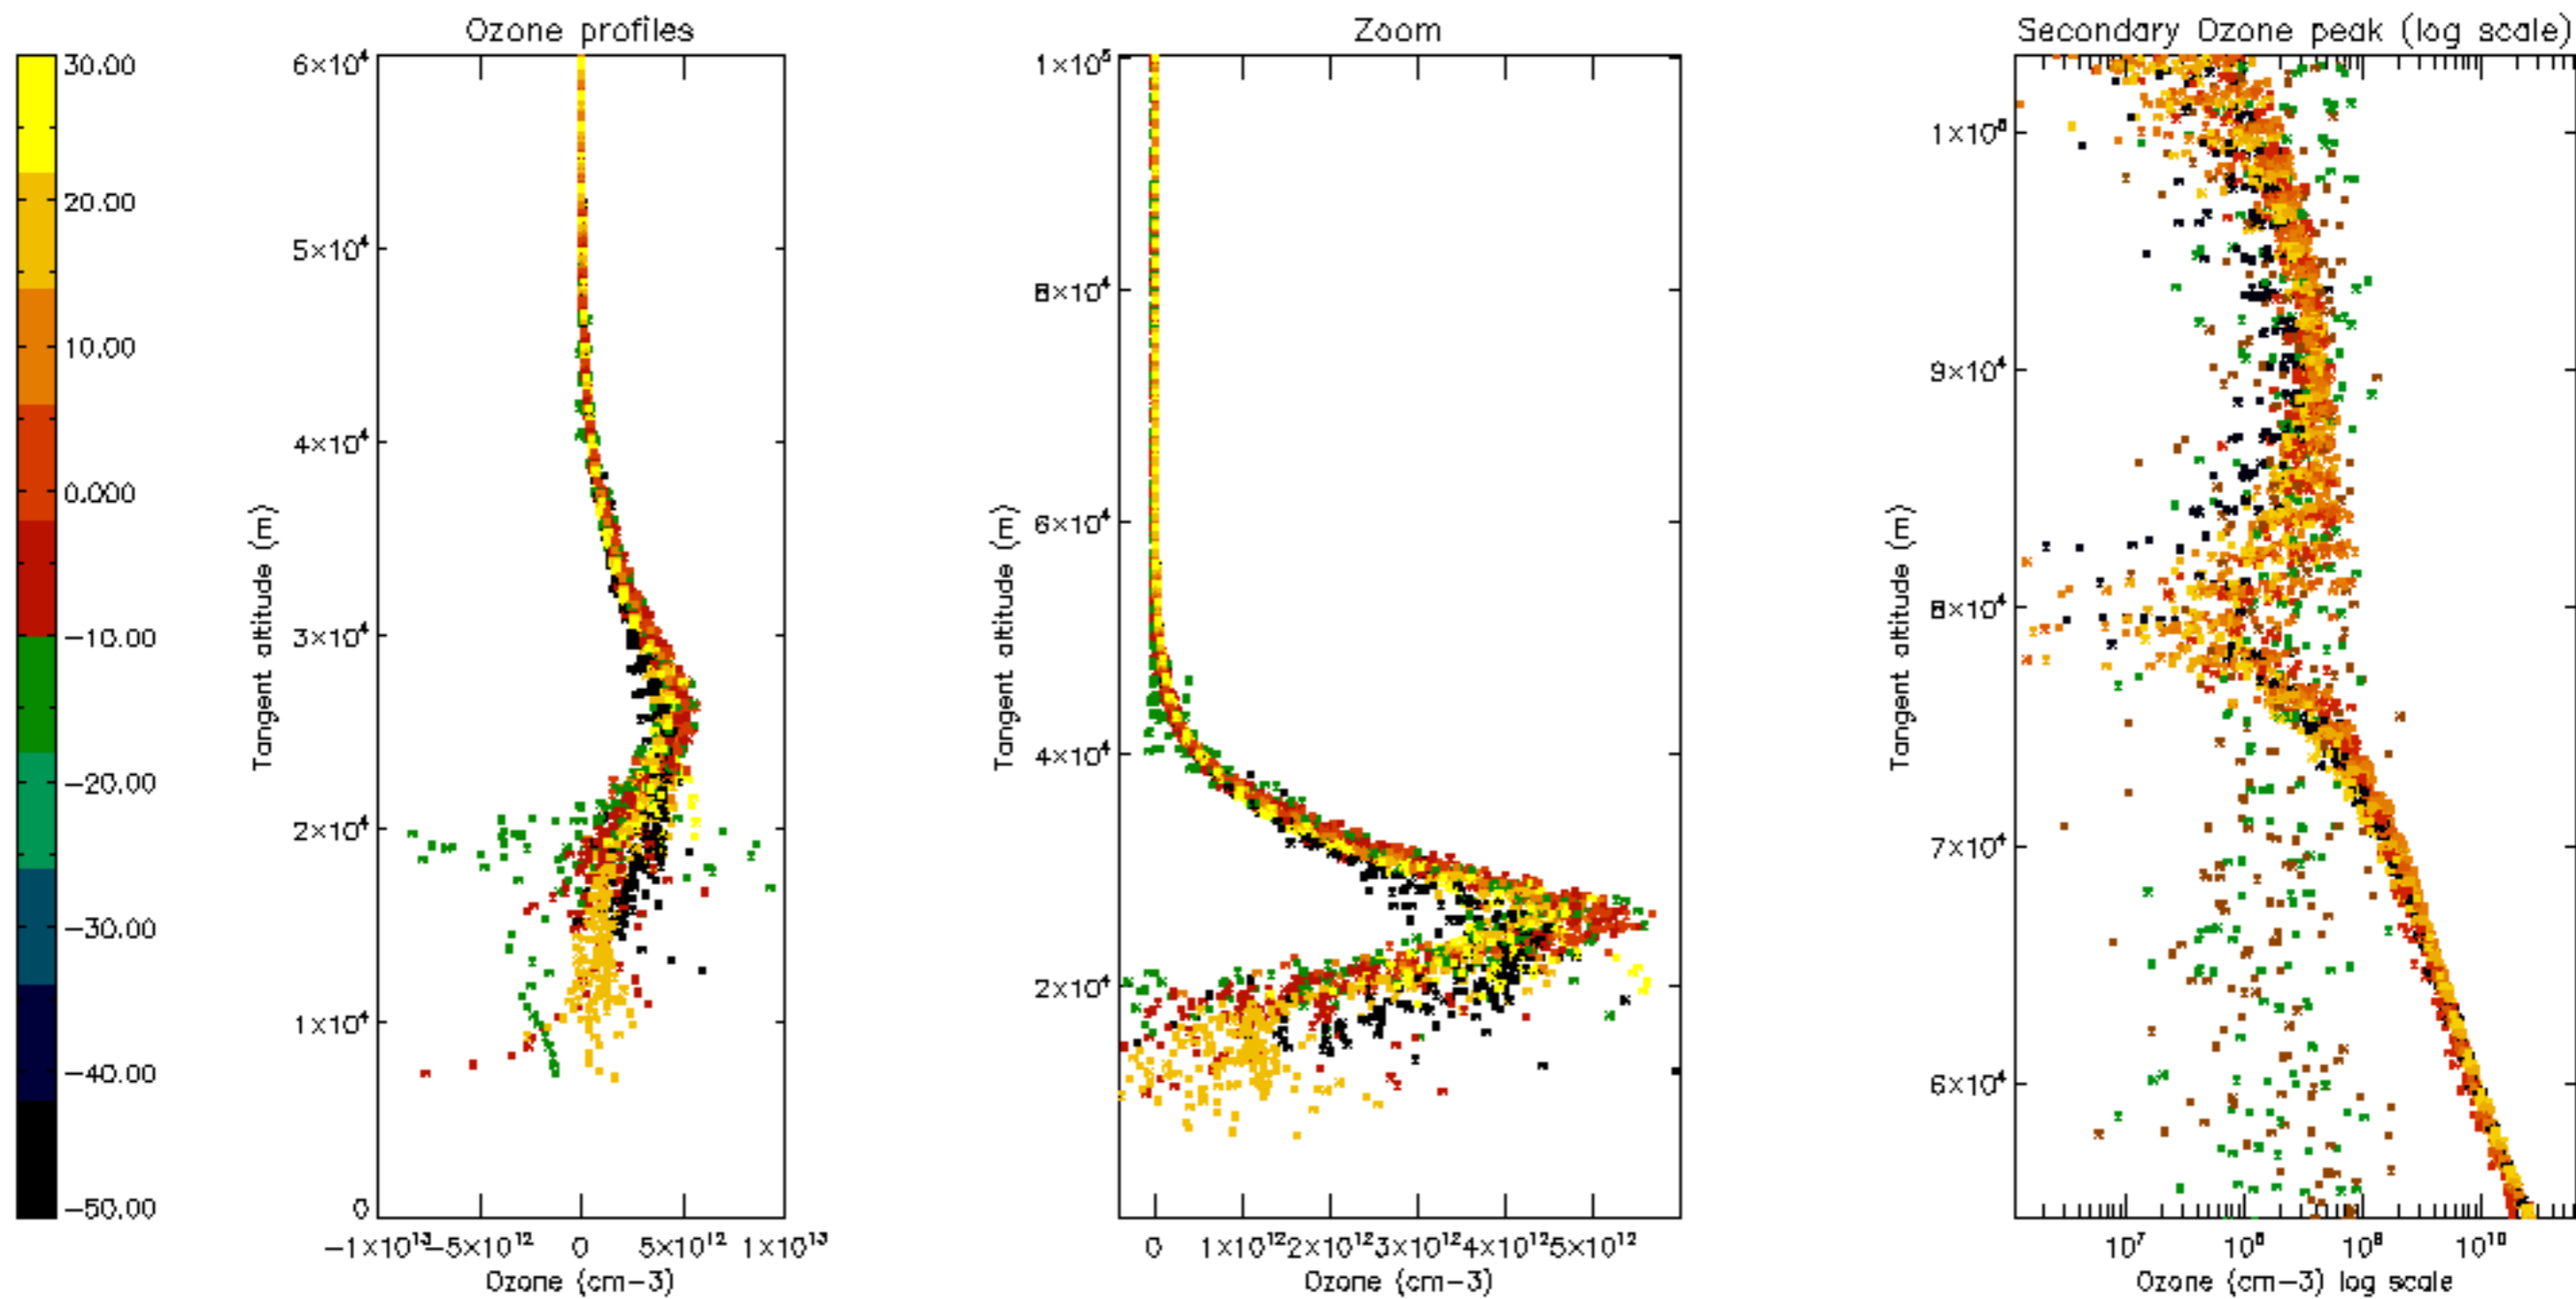 Ozone profiles
Zoom
Secondary Ozone peak (log scale)
30.00
20.00
10.00
0.000
−10.00
−20.00
−30.00
−40.00
−50.00
6×10⁴
5×10⁴
4×10⁴
3×10⁴
2×10⁴
1×10⁴
0
Tangent altitude (m)
−1×10¹³ −5×10¹² 0 5×10¹² 1×10¹³
Ozone (cm−3)
1×10⁵
8×10⁴
6×10⁴
4×10⁴
2×10⁴
Tangent altitude (m)
0 1×10¹² 2×10¹² 3×10¹² 4×10¹² 5×10¹²
Ozone (cm−3)
1×10⁵
9×10⁴
8×10⁴
7×10⁴
6×10⁴
Tangent altitude (m)
10⁷ 10⁸ 10⁹ 10¹⁰
Ozone (cm−3) log scale